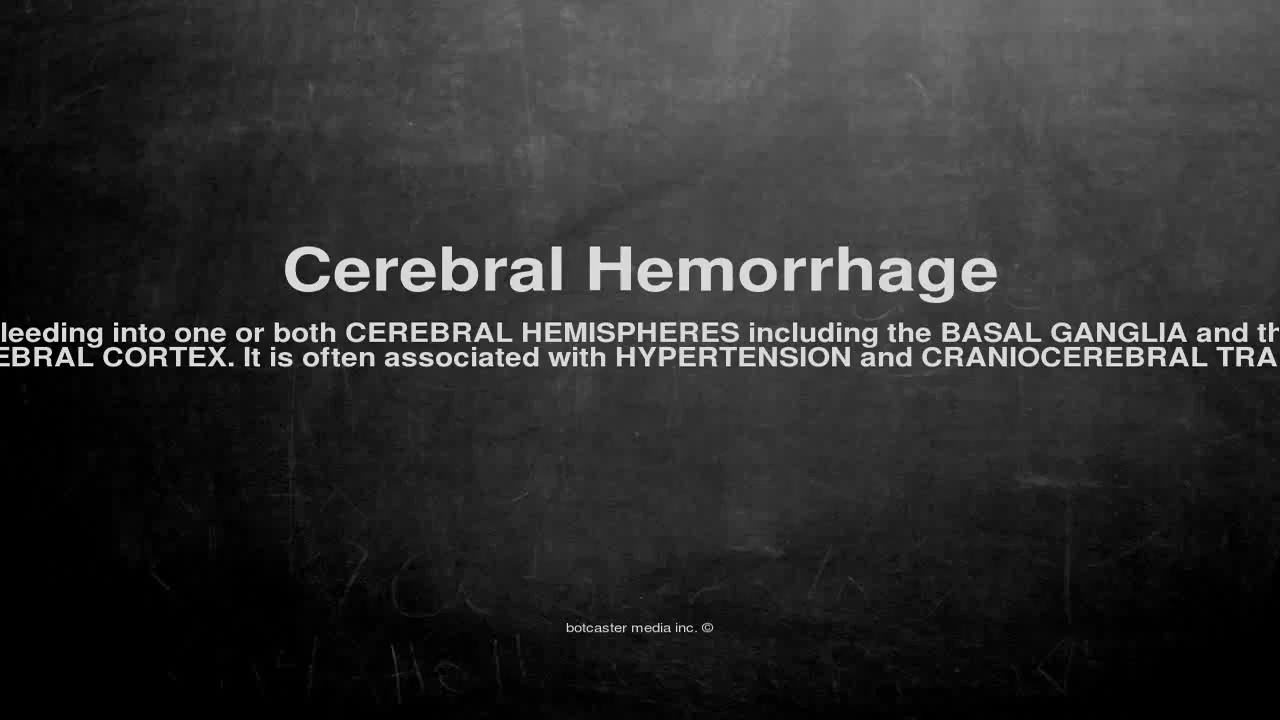 Cerebral Hemorrhage
leeding into one or both CEREBRAL HEMISPHERES including the BASAL GANGLIA and th
EBRAL CORTEX. It is often associated with HYPERTENSION and CRANIOCEREBRAL TRA
botcaster media inc. ©